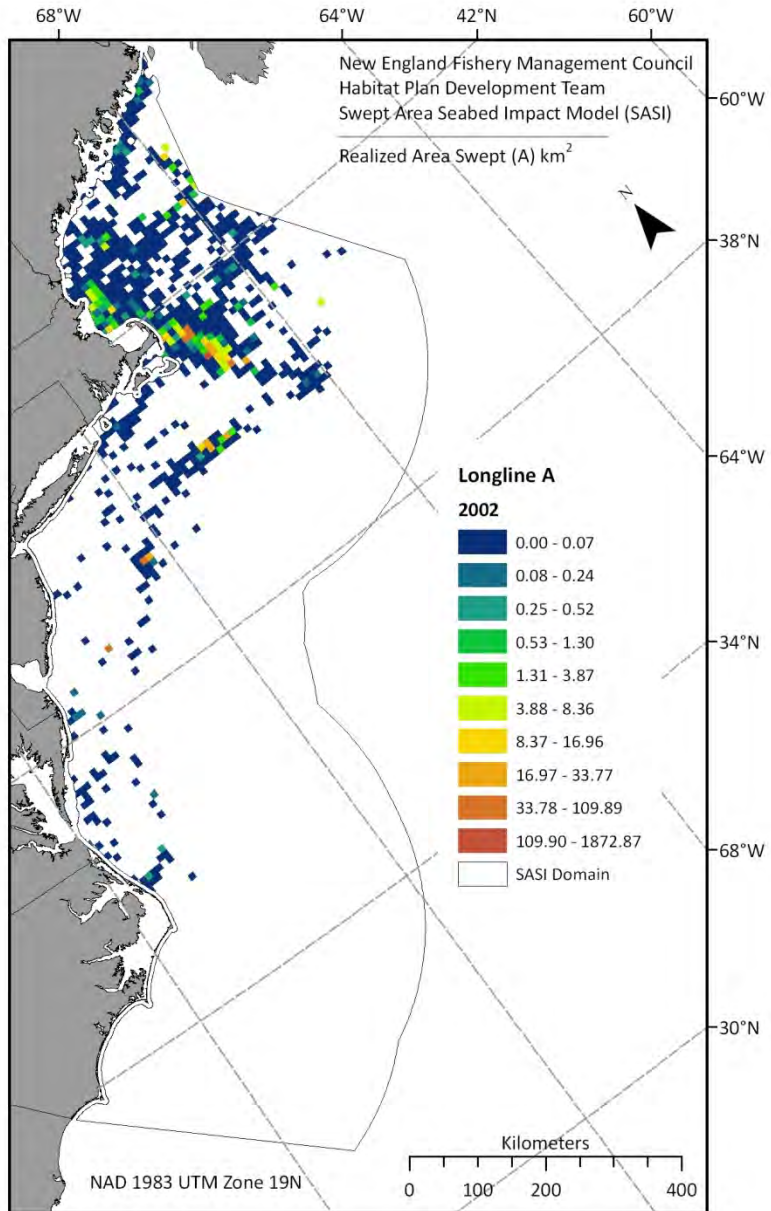 68°W 64°W 42°N 60°W
New England Fishery Management Council
Habitat Plan Development Team
Swept Area Seabed Impact Model (SASI)
Realized Area Swept (A) km²
60°W
N
38°N
64°W
Longline A
2002
0.00 - 0.07
0.08 - 0.24
0.25 - 0.52
0.53 - 1.30
1.31 - 3.87
3.88 - 8.36
8.37 - 16.96
16.97 - 33.77
33.78 - 109.89
109.90 - 1872.87
SASI Domain
34°N
68°W
30°N
Kilometers
0 100 200 400
NAD 1983 UTM Zone 19N